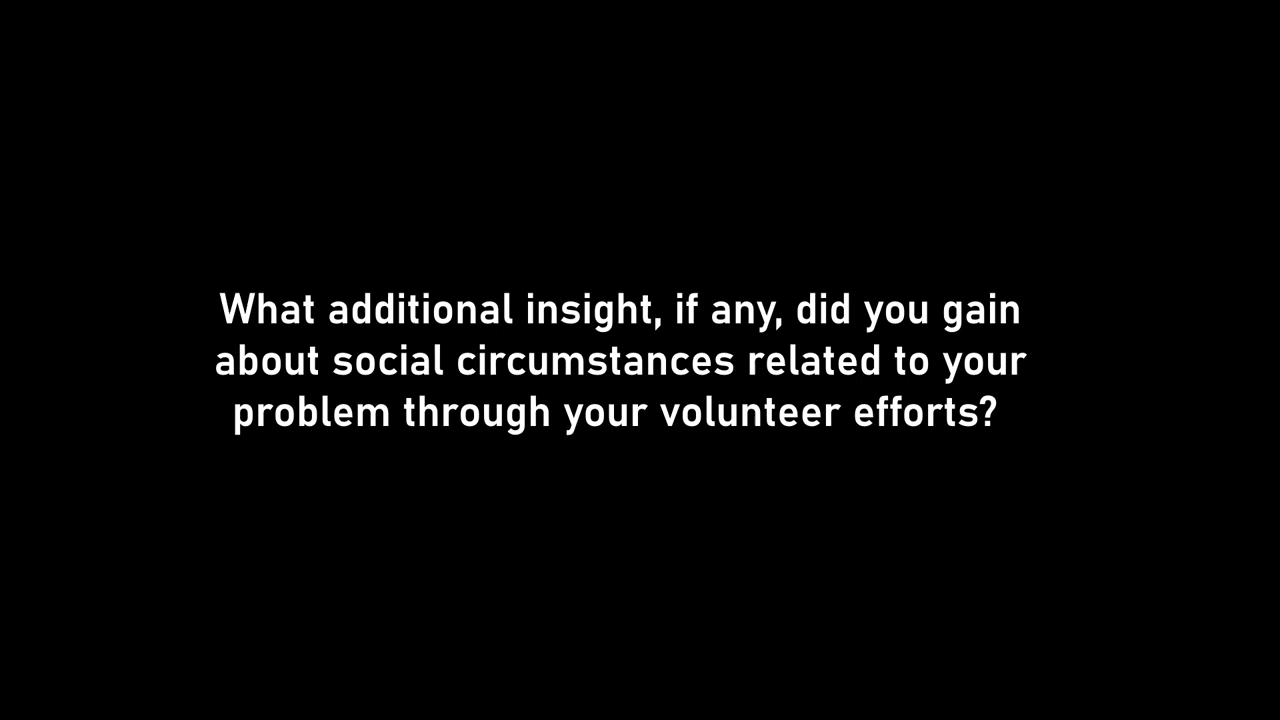 What additional insight, if any, did you gain
about social circumstances related to your
problem through your volunteer efforts?